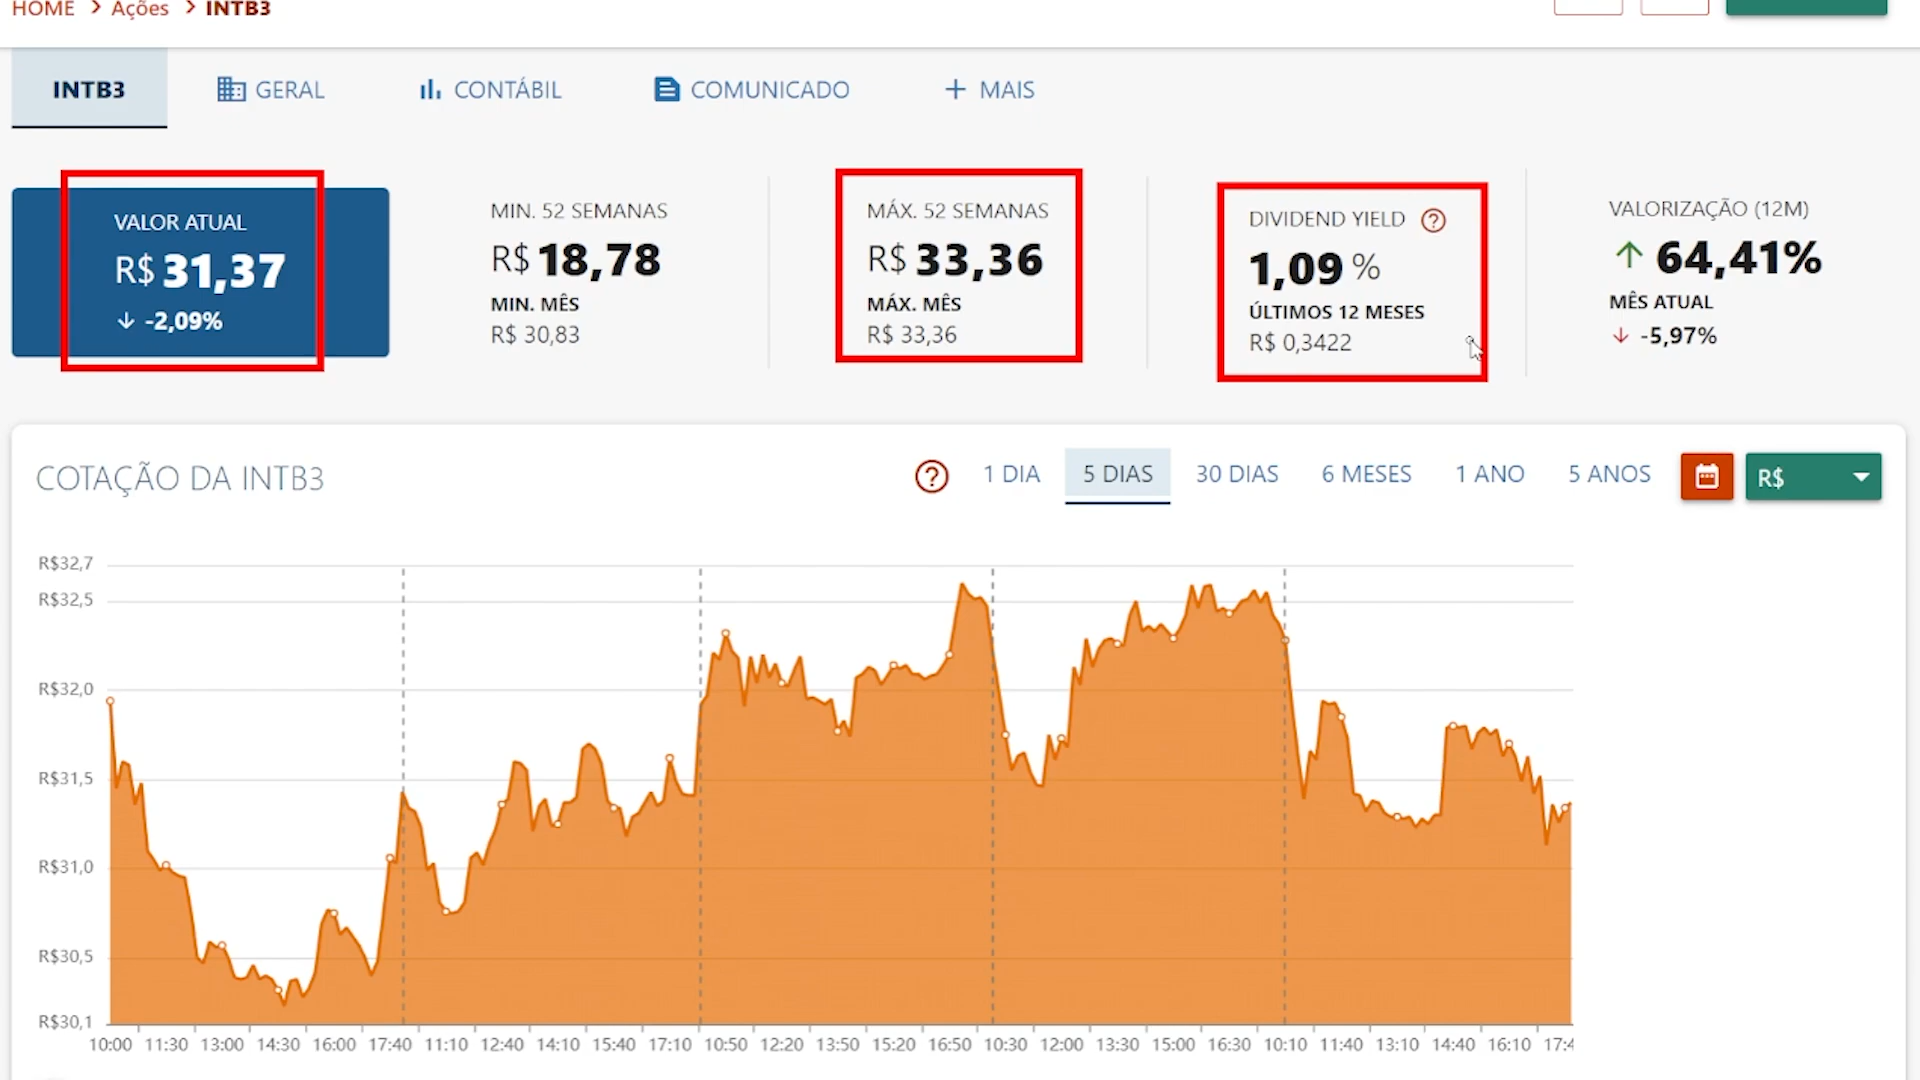 HOME > Ações > INTB3
INTB3
GERAL
CONTÁBIL
COMUNICADO
+ MAIS
VALOR ATUAL
R$ 31,37
↓ -2,09%
MIN. 52 SEMANAS
R$ 18,78
MIN. MÊS
R$ 30,83
MÁX. 52 SEMANAS
R$ 33,36
MÁX. MÊS
R$ 33,36
DIVIDEND YIELD ?
1,09 %
ÚLTIMOS 12 MESES
R$ 0,3422
VALORIZAÇÃO (12M)
↑ 64,41%
MÊS ATUAL
↓ -5,97%
COTAÇÃO DA INTB3
? 1 DIA 5 DIAS 30 DIAS 6 MESES 1 ANO 5 ANOS R$
R$32,7
R$32,5
R$32,0
R$31,5
R$31,0
R$30,5
R$30,1
10:00 11:30 13:00 14:30 16:00 17:40 11:10 12:40 14:10 15:40 17:10 10:50 12:20 13:50 15:20 16:50 10:30 12:00 13:30 15:00 16:30 10:10 11:40 13:10 14:40 16:10